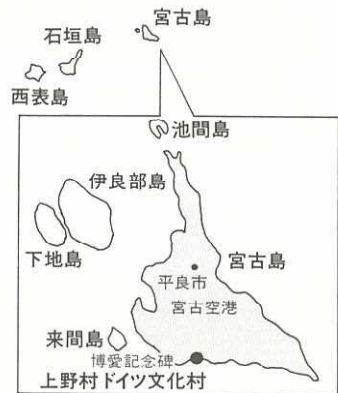 宮古島
石垣島
西表島
池間島
伊良部島
下地島
宮古島
平良市
宮古空港
来間島
博愛記念碑
上野村ドイツ文化村